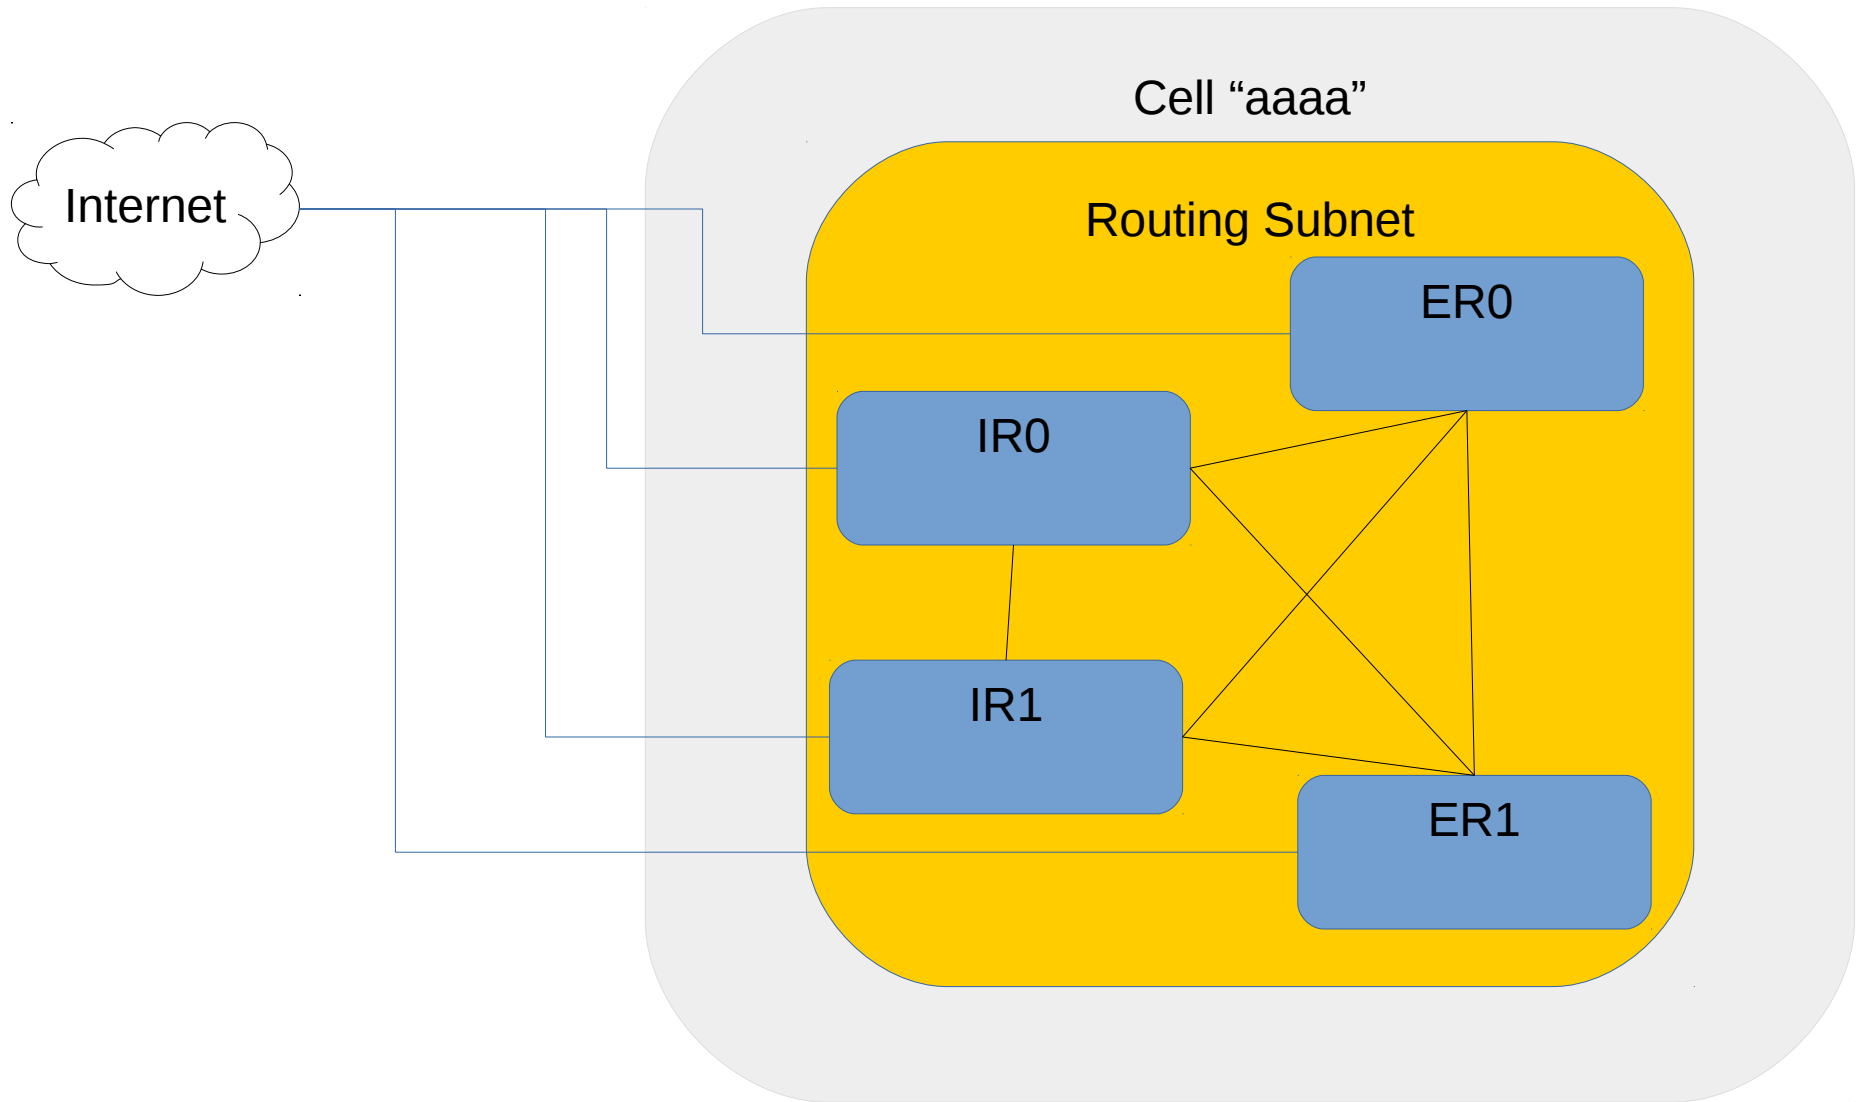 Cell “aaaa”
Internet
Routing Subnet
ER0
IR0
IR1
ER1